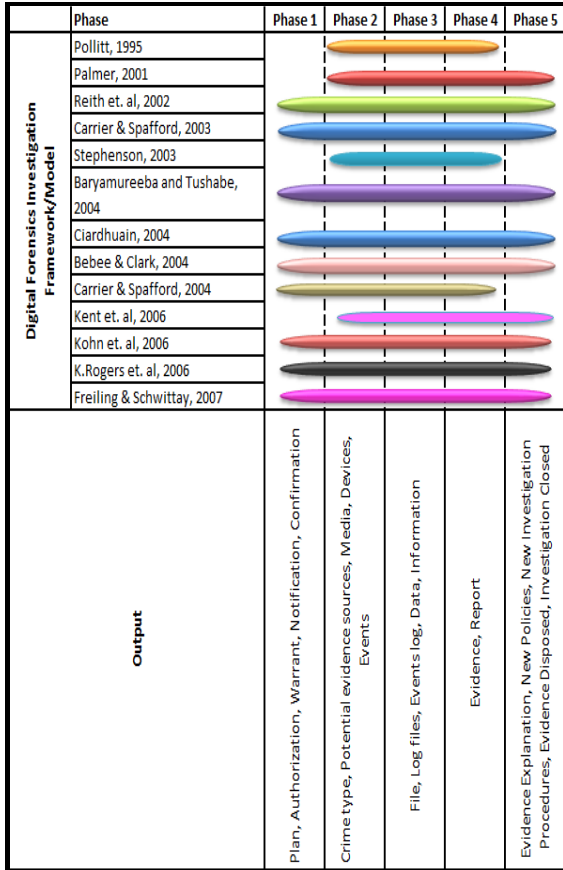 Phase Phase 1 Phase 2 Phase 3 Phase 4 Phase 5
Digital Forensics Investigation
Framework/Model
Pollitt, 1995
Palmer, 2001
Reith et. al, 2002
Carrier & Spafford, 2003
Stephenson, 2003
Baryamureeba and Tushabe,
2004
Ciardhuain, 2004
Bebee & Clark, 2004
Carrier & Spafford, 2004
Kent et. al, 2006
Kohn et. al, 2006
K.Rogers et. al, 2006
Freiling & Schwittay, 2007
Output
Plan, Authorization, Warrant, Notification, Confirmation
Crime type, Potential evidence sources, Media, Devices,
Events
File, Log files, Events log, Data, Information
Evidence, Report
Evidence Explanation, New Policies, New Investigation
Procedures, Evidence Disposed, Investigation Closed